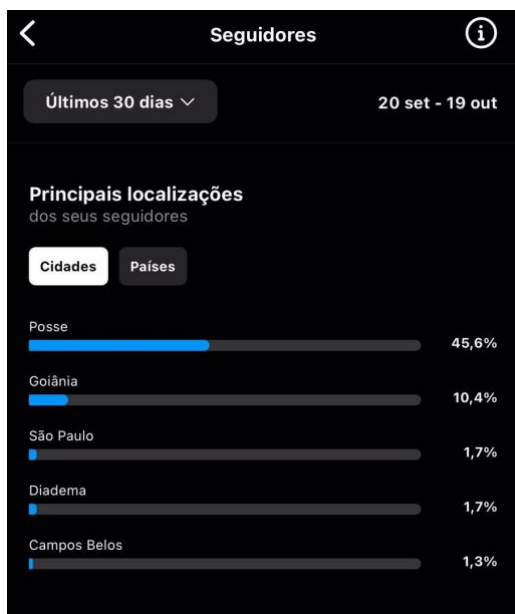 Seguidores
Últimos 30 dias
20 set - 19 out
Principais localizações
dos seus seguidores
Cidades
Países
Posse
45,6%
Goiânia
10,4%
São Paulo
1,7%
Diadema
1,7%
Campos Belos
1,3%